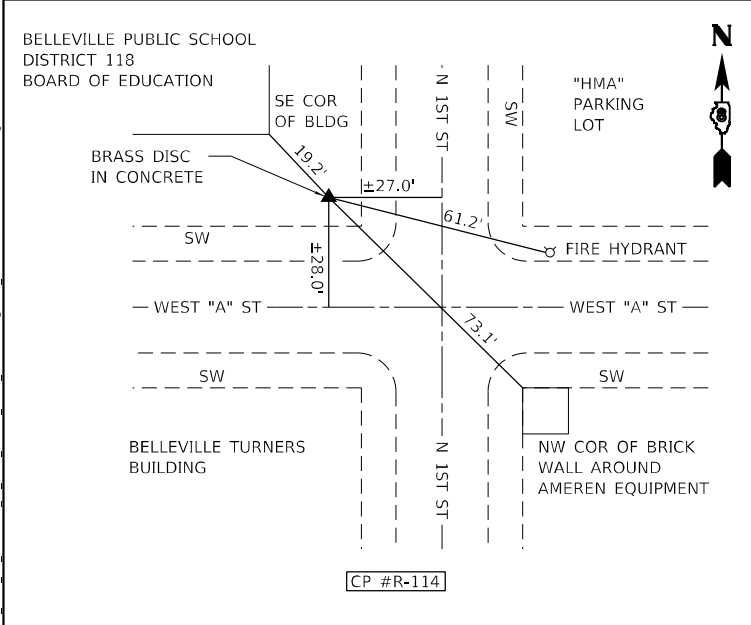 BELLEVILLE PUBLIC SCHOOL
DISTRICT 118
BOARD OF EDUCATION
N
SE COR
OF BLDG
N 1ST ST
SW
"HMA"
PARKING
LOT
8
BRASS DISC
IN CONCRETE
19.2'
±27.0'
61.2'
SW
FIRE HYDRANT
±28.0'
WEST "A" ST
WEST "A" ST
73.1'
SW
SW
BELLEVILLE TURNERS
BUILDING
N 1ST ST
NW COR OF BRICK
WALL AROUND
AMEREN EQUIPMENT
CP #R-114